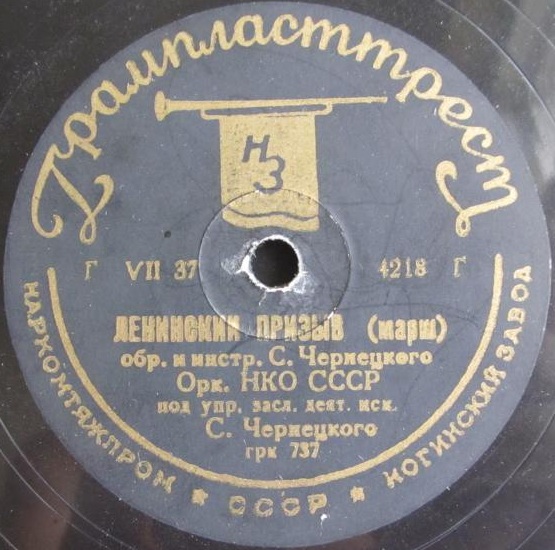 Грампласттрест
НЗ
Г VII 37 4218 Г
ЛЕНИНСКИЙ ПРИЗЫВ (марш)
обр. и инстр. С. Чернецкого
Орк. НКО СССР
под упр. засл. деят. иск.
С. Чернецкого
грк 737
НАРКОМТЯЖПРОМ ★ СССР ★ НОГИНСКИЙ ЗАВОД